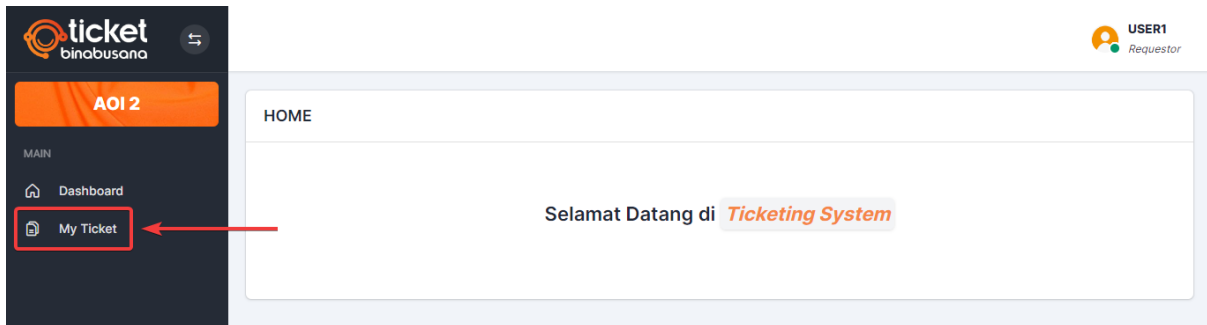 ticket
binabusana
USER1
Requestor
AOI 2
HOME
MAIN
Dashboard
My Ticket
Selamat Datang di Ticketing System